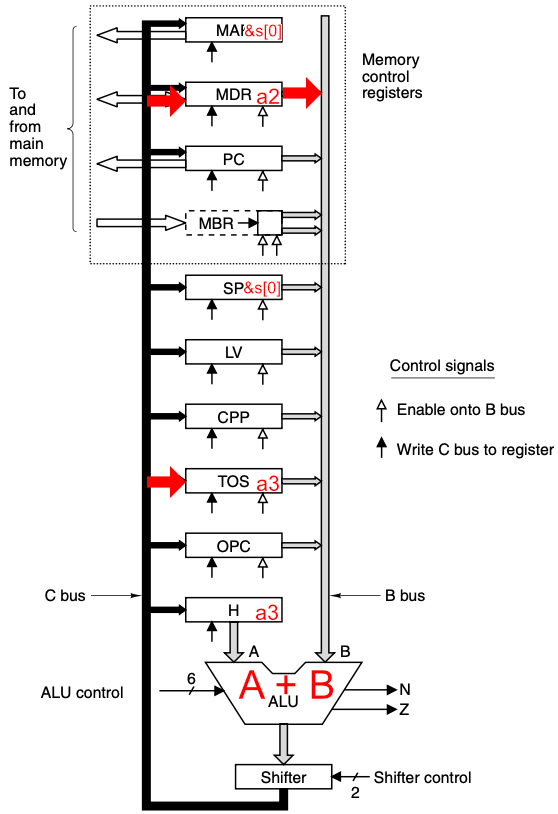 MAR &s[0]
Memory
control
registers
To
and
from
main
memory
MDR a2
PC
MBR
SP &s[0]
LV
Control signals
CPP
Enable onto B bus
Write C bus to register
TOS a3
OPC
C bus
B bus
H a3
A
B
A + B
ALU
6
ALU control
N
Z
Shifter
Shifter control
2